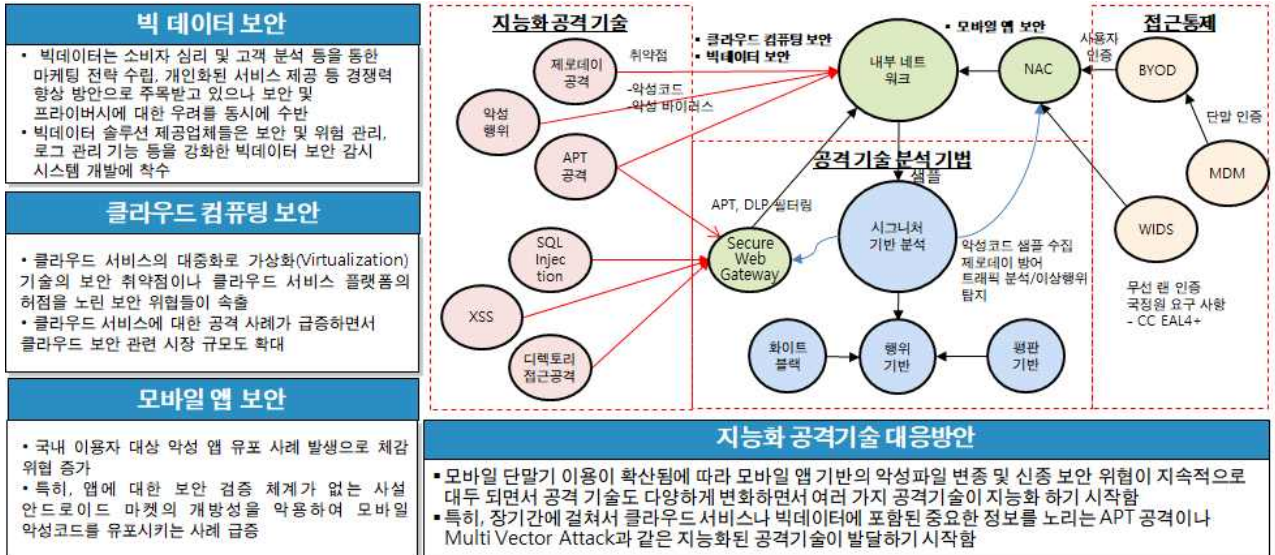 빅 데이터 보안
• 빅데이터는 소비자 심리 및 고객 분석 등을 통한
마케팅 전략 수립, 개인화된 서비스 제공 등 경쟁력
향상 방안으로 주목받고 있으나 보안 및
프라이버시에 대한 우려를 동시에 수반
• 빅데이터 솔루션 제공업체들은 보안 및 위험 관리,
로그 관리 기능 등을 강화한 빅데이터 보안 감시
시스템 개발에 착수
클라우드 컴퓨팅 보안
• 클라우드 서비스의 대중화로 가상화(Virtualization)
기술의 보안 취약점이나 클라우드 서비스 플랫폼의
허점을 노린 보안 위협들이 속출
• 클라우드 서비스에 대한 공격 사례가 급증하면서
클라우드 보안 관련 시장 규모도 확대
모바일 앱 보안
• 국내 이용자 대상 악성 앱 유포 사례 발생으로 체감
위협 증가
• 특히, 앱에 대한 보안 검증 체계가 없는 사설
안드로이드 마켓의 개방성을 악용하여 모바일
악성코드를 유포시키는 사례 급증
지능화 공격 기술
제로데이
공격
악성
행위
APT
공격
SQL
Injec
tion
XSS
디렉토리
접근공격
취약점
-악성코드
-악성 바이러스
▪ 클라우드 컴퓨팅 보안
▪ 빅데이터 보안
▪ 모바일 앱 보안
내부 네트
워크
NAC
사용자
인증
접근통제
BYOD
단말 인증
MDM
WIDS
무선 랜 인증
국정원 요구 사항
- CC EAL4+
공격 기술 분석 기법
샘플
APT, DLP 필터링
Secure
Web
Gateway
시그니처
기반 분석
악성코드 샘플 수집
제로데이 방어
트래픽 분석/이상행위
탐지
화이트
블랙
행위
기반
평판
기반
지능화 공격기술 대응방안
▪ 모바일 단말기 이용이 확산됨에 따라 모바일 앱 기반의 악성파일 변종 및 신종 보안 위협이 지속적으로
대두 되면서 공격 기술도 다양하게 변화하면서 여러 가지 공격기술이 지능화 하기 시작함
▪ 특히, 장기간에 걸쳐서 클라우드 서비스나 빅데이터에 포함된 중요한 정보를 노리는 APT 공격이나
Multi Vector Attack과 같은 지능화된 공격기술이 발달하기 시작함